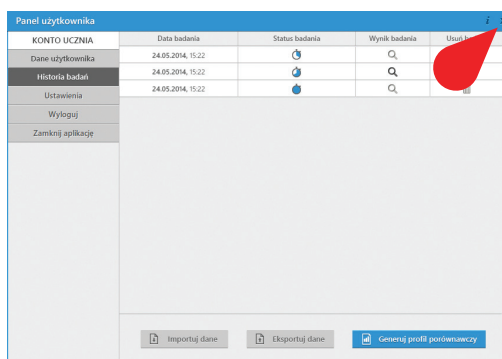 Panel użytkownika i
KONTO UCZNIA
Data badania Status badania Wynik badania Usuń
Dane użytkownika
24.05.2014, 15:22
Historia badań
24.05.2014, 15:22
Ustawienia
24.05.2014, 15:22
Wyloguj
Zamknij aplikację
Importuj dane Eksportuj dane Generuj profil porównawczy